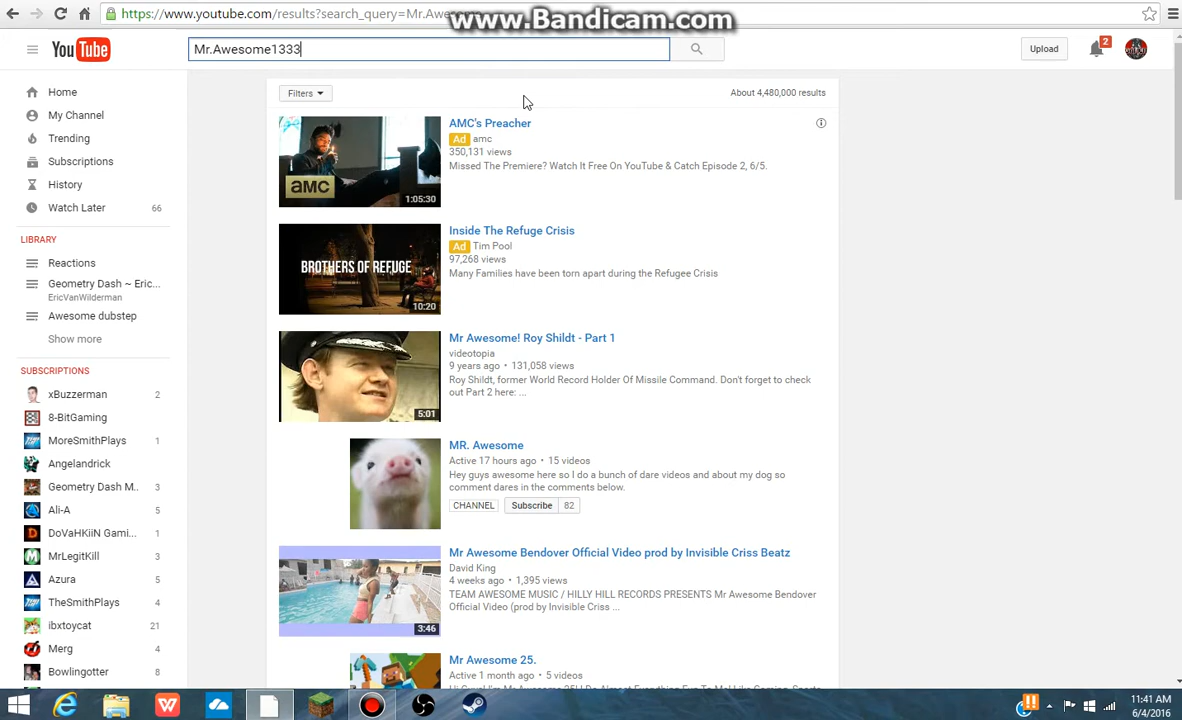 https://www.youtube.com/results?search_query=Mr.Awesome
www.Bandicam.com
YouTube
Mr.Awesome1333
Upload
2
Home
My Channel
Trending
Subscriptions
History
Watch Later 66
LIBRARY
Reactions
Geometry Dash ~ Eric...
EricVanWilderman
Awesome dubstep
Show more
SUBSCRIPTIONS
xBuzzerman 2
8-BitGaming
MoreSmithPlays 1
Angelandrick
Geometry Dash M.. 3
Ali-A 5
DoVaHKiiN Gami... 1
MrLegitKill 3
Azura 5
TheSmithPlays 4
ibxtoycat 21
Merg 4
Bowlingotter 8
Filters
About 4,480,000 results
amc
1:05:30
AMC's Preacher
Ad amc
350,131 views
Missed The Premiere? Watch It Free On YouTube & Catch Episode 2, 6/5.
BROTHERS OF REFUGE
10:20
Inside The Refuge Crisis
Ad Tim Pool
97,268 views
Many Families have been torn apart during the Refugee Crisis
5:01
Mr Awesome! Roy Shildt - Part 1
videotopia
9 years ago • 131,058 views
Roy Shildt, former World Record Holder Of Missile Command. Don't forget to check
out Part 2 here: ...
MR. Awesome
Active 17 hours ago • 15 videos
Hey guys awesome here so I do a bunch of dare videos and about my dog so
comment dares in the comments below.
CHANNEL Subscribe 82
3:46
Mr Awesome Bendover Official Video prod by Invisible Criss Beatz
David King
4 weeks ago • 1,395 views
TEAM AWESOME MUSIC / HILLY HILL RECORDS PRESENTS Mr Awesome Bendover
Official Video (prod by Invisible Criss ...
Mr Awesome 25.
Active 1 month ago • 5 videos
11:41 AM
6/4/2016